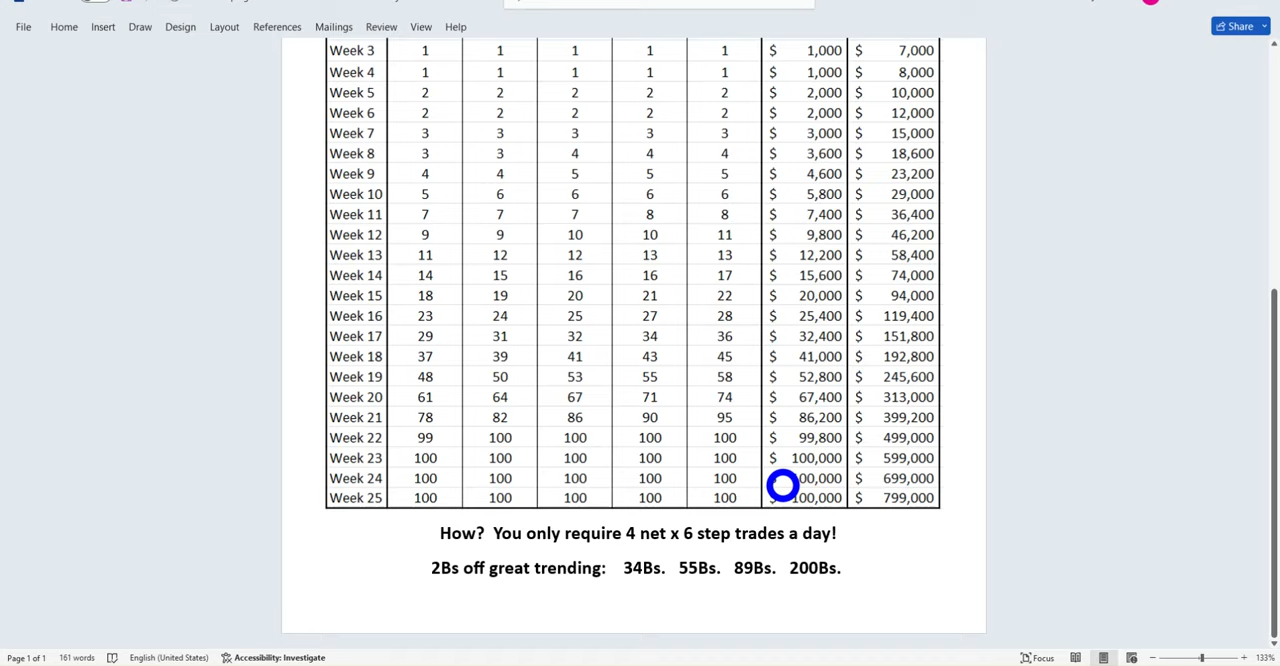 File Home Insert Draw Design Layout References Mailings Review View Help Share
Week 3 1 1 1 1 1 $ 1,000 $ 7,000
Week 4 1 1 1 1 1 $ 1,000 $ 8,000
Week 5 2 2 2 2 2 $ 2,000 $ 10,000
Week 6 2 2 2 2 2 $ 2,000 $ 12,000
Week 7 3 3 3 3 3 $ 3,000 $ 15,000
Week 8 3 3 4 4 4 $ 3,600 $ 18,600
Week 9 4 4 5 5 5 $ 4,600 $ 23,200
Week 10 5 6 6 6 6 $ 5,800 $ 29,000
Week 11 7 7 7 8 8 $ 7,400 $ 36,400
Week 12 9 9 10 10 11 $ 9,800 $ 46,200
Week 13 11 12 12 13 13 $ 12,200 $ 58,400
Week 14 14 15 16 16 17 $ 15,600 $ 74,000
Week 15 18 19 20 21 22 $ 20,000 $ 94,000
Week 16 23 24 25 27 28 $ 25,400 $ 119,400
Week 17 29 31 32 34 36 $ 32,400 $ 151,800
Week 18 37 39 41 43 45 $ 41,000 $ 192,800
Week 19 48 50 53 55 58 $ 52,800 $ 245,600
Week 20 61 64 67 71 74 $ 67,400 $ 313,000
Week 21 78 82 86 90 95 $ 86,200 $ 399,200
Week 22 99 100 100 100 100 $ 99,800 $ 499,000
Week 23 100 100 100 100 100 $ 100,000 $ 599,000
Week 24 100 100 100 100 100 00,000 $ 699,000
Week 25 100 100 100 100 100 $ 100,000 $ 799,000
How? You only require 4 net x 6 step trades a day!
2Bs off great trending: 34Bs. 55Bs. 89Bs. 200Bs.
Page 1 of 1 161 words English (United States) Accessibility: Investigate Focus 133%